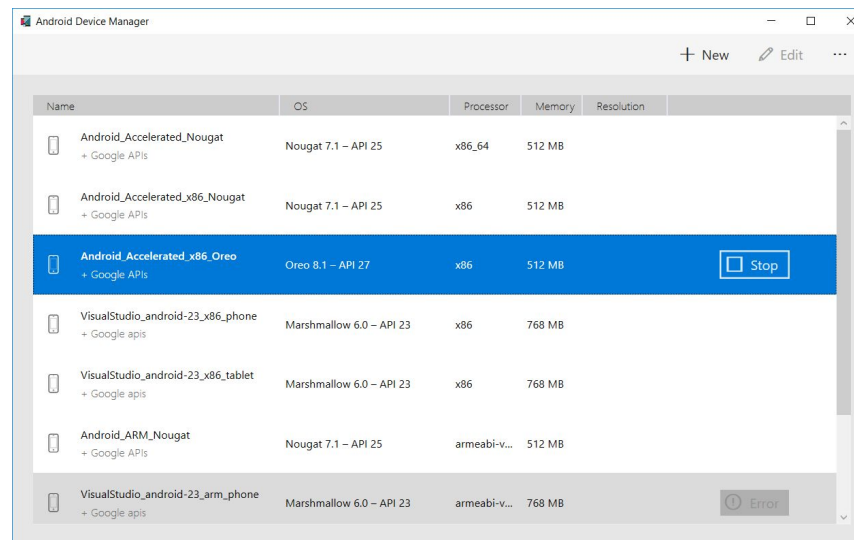 Android Device Manager
New Edit ...
Name OS Processor Memory Resolution
Android_Accelerated_Nougat
+ Google APIs
Nougat 7.1 – API 25 x86_64 512 MB
Android_Accelerated_x86_Nougat
+ Google APIs
Nougat 7.1 – API 25 x86 512 MB
Android_Accelerated_x86_Oreo
+ Google APIs
Oreo 8.1 – API 27 x86 512 MB Stop
VisualStudio_android-23_x86_phone
+ Google apis
Marshmallow 6.0 – API 23 x86 768 MB
VisualStudio_android-23_x86_tablet
+ Google apis
Marshmallow 6.0 – API 23 x86 768 MB
Android_ARM_Nougat
+ Google APIs
Nougat 7.1 – API 25 armeabi-v... 512 MB
VisualStudio_android-23_arm_phone
+ Google apis
Marshmallow 6.0 – API 23 armeabi-v... 768 MB Error